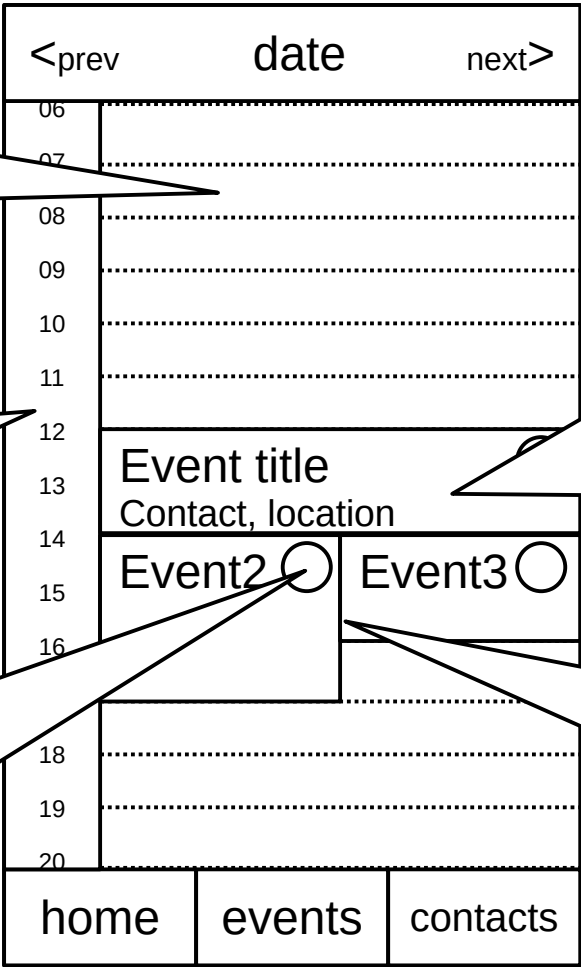 <prev date next>
06
07
08
09
10
11
12
Event title
13
Contact, location
14
Event2 Event3
15
16
18
19
20
home events contacts